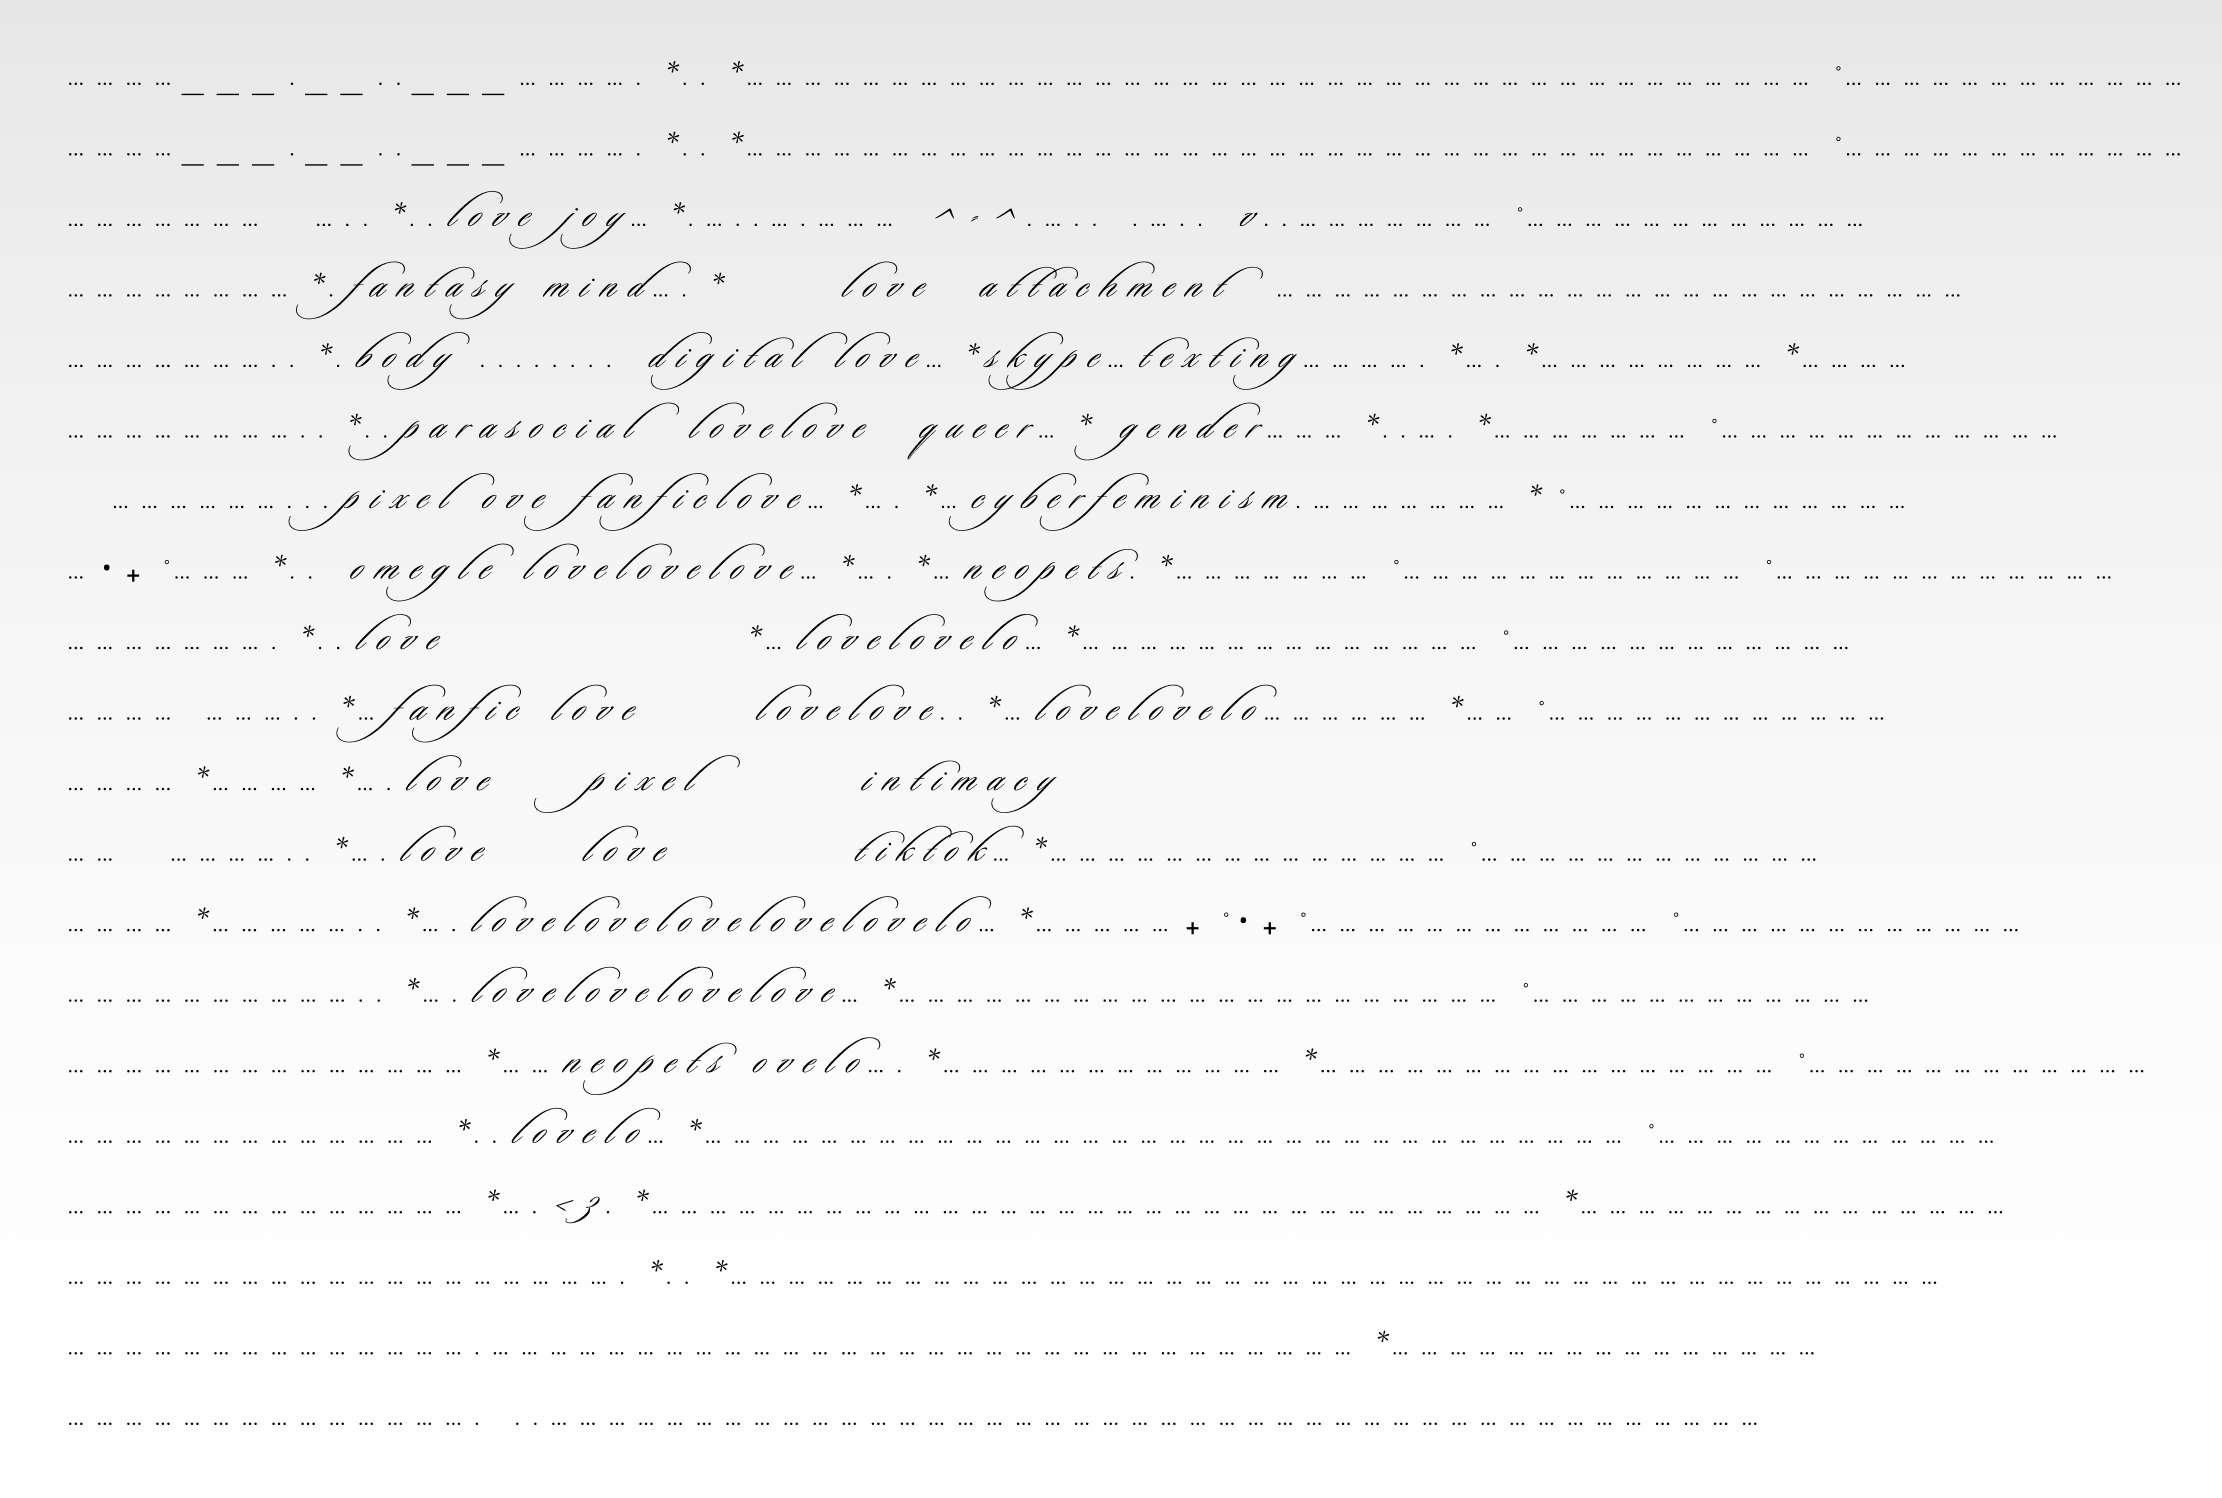 … … … … _ _ _ . _ _ . . _ _ _ … … … … . *. . *… … … … … … … … … … … … … … … … … … … … … … … … … … … … … … … … … … … … … °… … … … … … … … … … … …
… … … … _ _ _ . _ _ . . _ _ _ … … … … . *. . *… … … … … … … … … … … … … … … … … … … … … … … … … … … … … … … … … … … … … °… … … … … … … … … … … …
… … … … … … … … . . *. . love joy… *. … . . … . … … … ^ = ^ . … . . . … . . v . . … … … … … … … °… … … … … … … … … … … …
… … … … … … … … *. fantasy mind… . * love attachment … … … … … … … … … … … … … … … … … … … … … … … …
… … … … … … … . . *. body . . . . . . . . digital love… *skype… texting… … … … . *… . *… … … … … … … … *… … … …
… … … … … … … … . . *. . parasocial lovelove queer… * gender… … … *. . … . *… … … … … … … °… … … … … … … … … … … …
… … … … … … . . . pixel ove fanficlove… *… . *… cyberfeminism. … … … … … … … * °… … … … … … … … … … … …
… • + °… … … *. . omegle lovelovelove… *… . *… neopets. *… … … … … … … °… … … … … … … … … … … … °… … … … … … … … … … … …
… … … … … … … . *. . love *… lovelovelo… *… … … … … … … … … … … … … … °… … … … … … … … … … … …
… … … … … … … . . *… fanfic love lovelove. . *… lovelovelo… … … … … … *… … °… … … … … … … … … … … …
… … … … *… … … … *… . love pixel intimacy
… … … … … … . . *… . love love tiktok… *… … … … … … … … … … … … … … °… … … … … … … … … … … …
… … … … *… … … … … . . *… . lovelovelovelovelovelo… *… … … … … + °• + °… … … … … … … … … … … … °… … … … … … … … … … … …
… … … … … … … … … … . . *… . lovelovelovelove… *… … … … … … … … … … … … … … … … … … … … … °… … … … … … … … … … … …
… … … … … … … … … … … … … … *… … neopets ovelo… . *… … … … … … … … … … … … *… … … … … … … … … … … … … … … … °… … … … … … … … … … … …
… … … … … … … … … … … … … *. . lovelo… *… … … … … … … … … … … … … … … … … … … … … … … … … … … … … … … … °… … … … … … … … … … … …
… … … … … … … … … … … … … … *… . <3. *… … … … … … … … … … … … … … … … … … … … … … … … … … … … … … … *… … … … … … … … … … … … … … …
… … … … … … … … … … … … … … … … … … … . *. . *… … … … … … … … … … … … … … … … … … … … … … … … … … … … … … … … … … … … … … … … … …
… … … … … … … … … … … … … … . … … … … … … … … … … … … … … … … … … … … … … … … … … … … … … *… … … … … … … … … … … … … … …
… … … … … … … … … … … … … … . . . … … … … … … … … … … … … … … … … … … … … … … … … … … … … … … … … … … … … … … … … … …